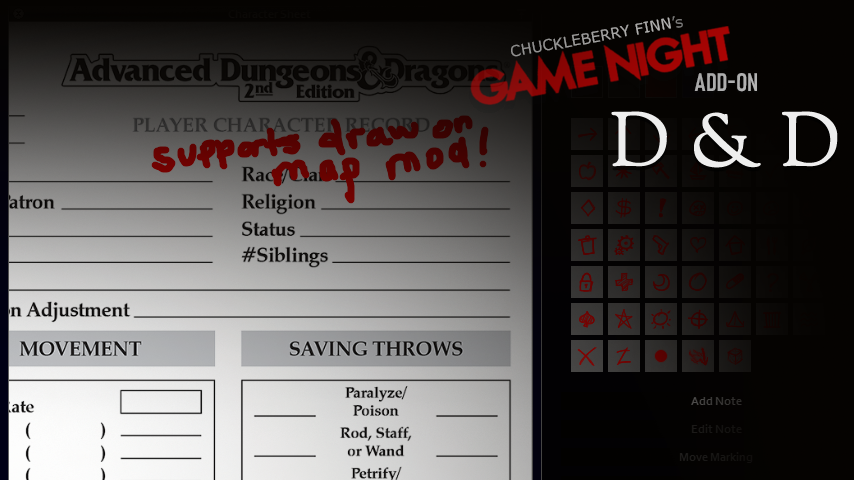 CHUCKLEBERRY FINN's
GAME NIGHT
ADD-ON
D & D
Advanced Dungeons & Dragons
2nd Edition
PLAYER CHARACTER RECORD
supports draw on
map mod!
Race/Clan
atron
Religion
Status
#Siblings
on Adjustment
MOVEMENT
SAVING THROWS
Rate
( )
( )
( )
Paralyze/
Poison
Rod, Staff,
or Wand
Petrify/
Add Note
Edit Note
Move Marking